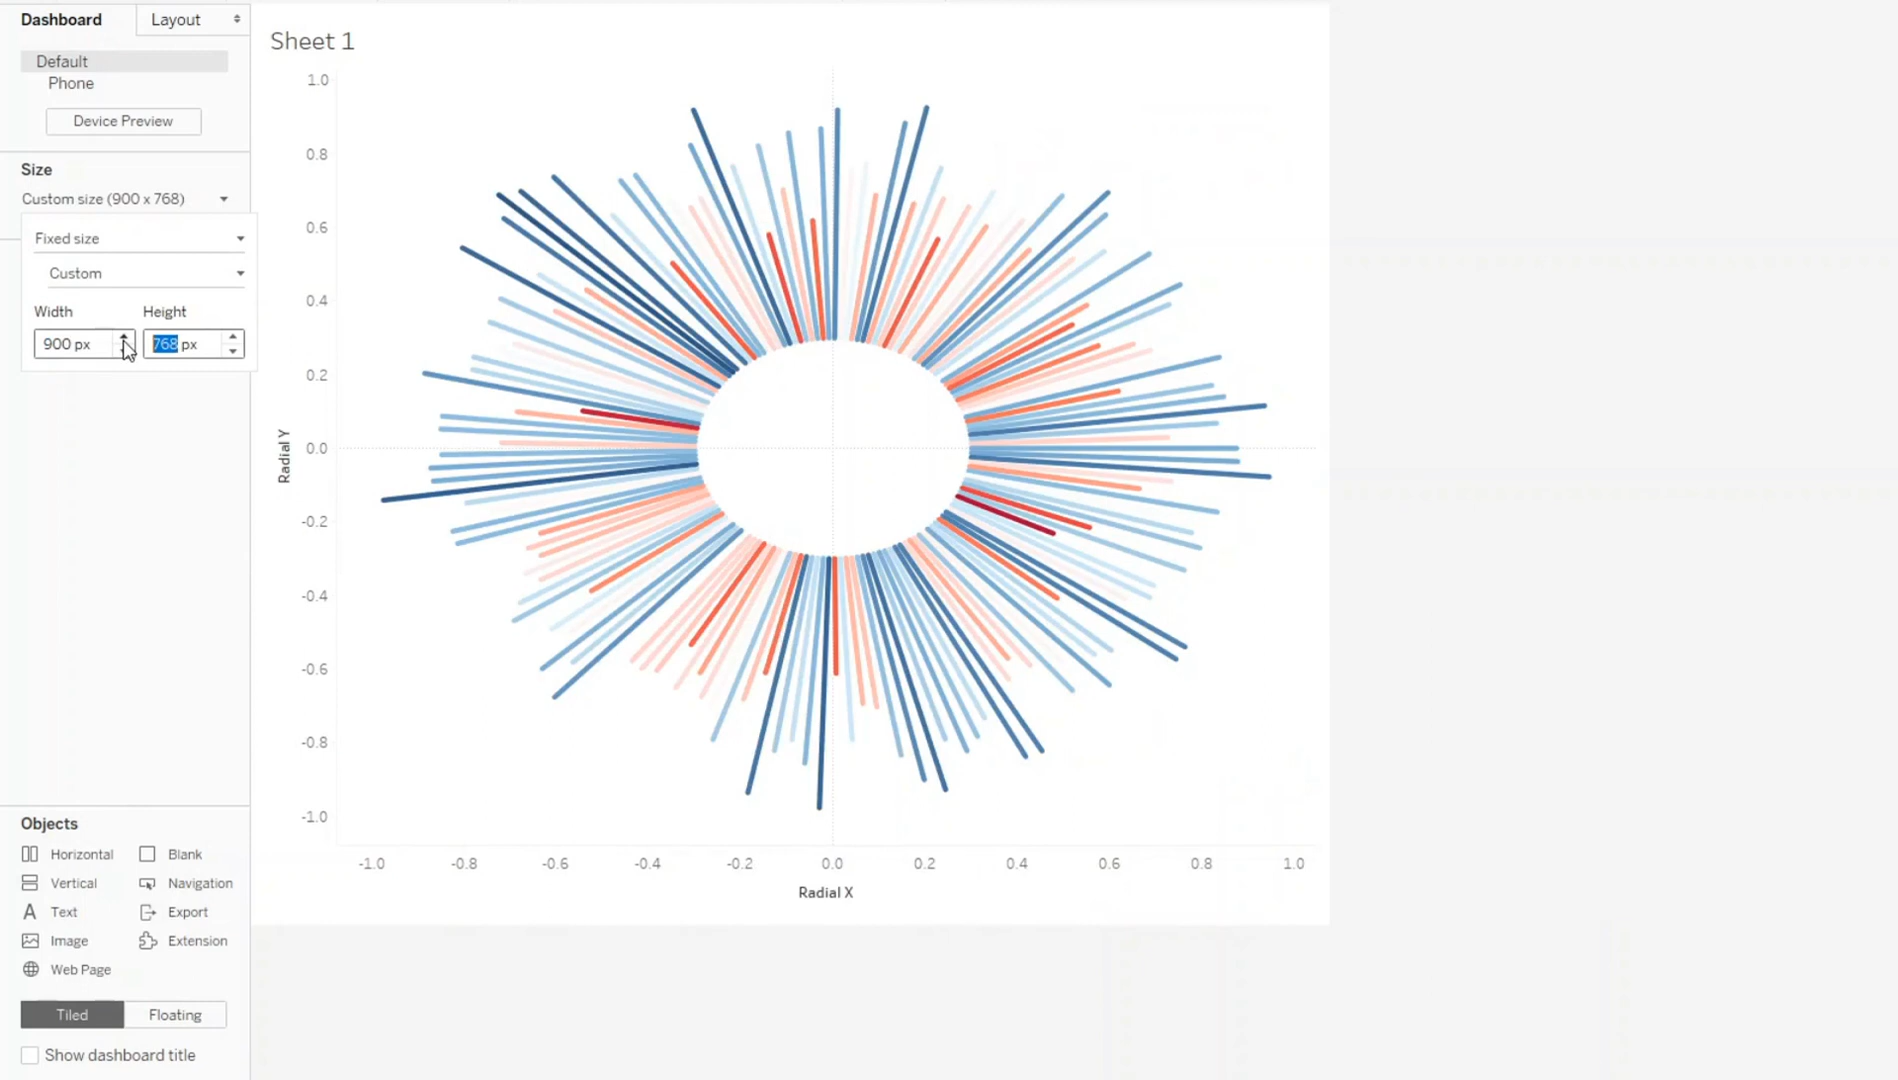 Dashboard
Layout
Default
Phone
Device Preview
Size
Custom size (900 x 768)
Fixed size
Custom
Width Height
900 px 768 px
Objects
Horizontal Blank
Vertical Navigation
Text Export
Image Extension
Web Page
Tiled Floating
Show dashboard title
Sheet 1
1.0
0.8
0.6
0.4
0.2
0.0
-0.2
-0.4
-0.6
-0.8
-1.0
Radial Y
-1.0 -0.8 -0.6 -0.4 -0.2 0.0 0.2 0.4 0.6 0.8 1.0
Radial X